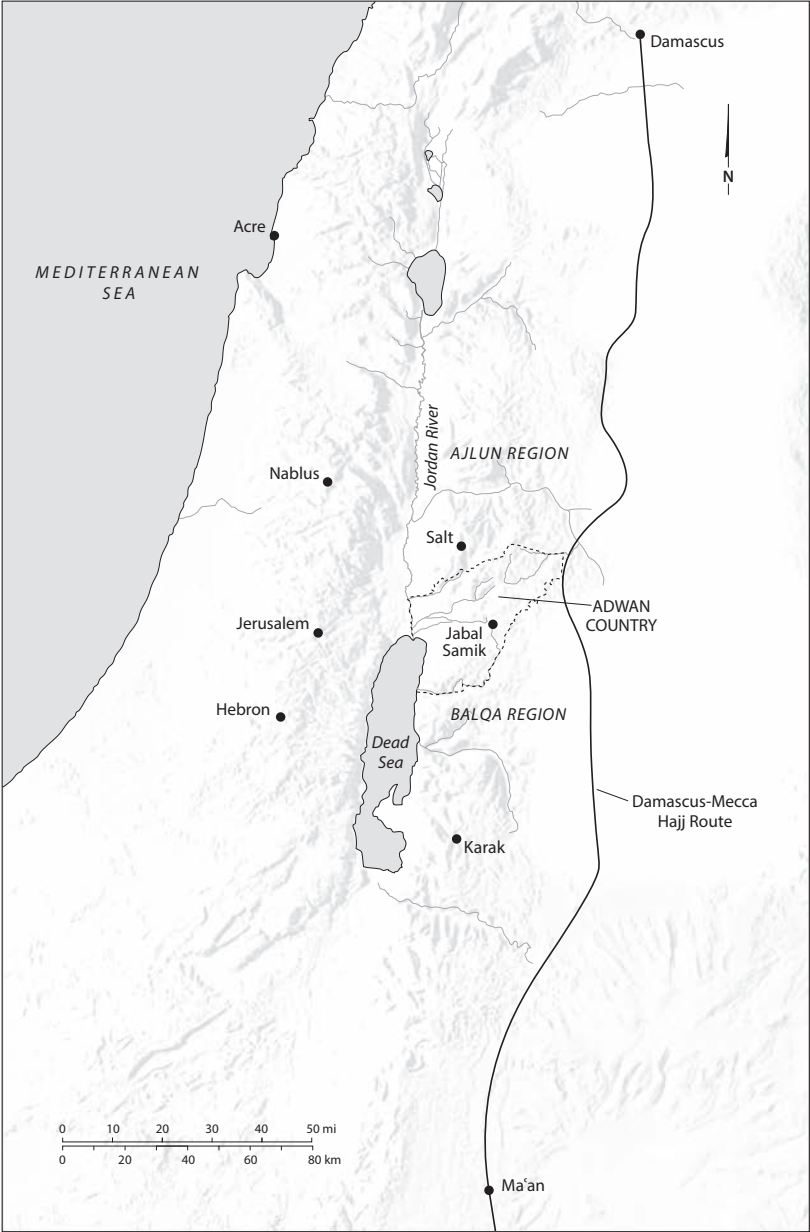 Damascus
N
Acre
MEDITERRANEAN
SEA
Jordan River
AJLUN REGION
Nablus
Salt
ADWAN
COUNTRY
Jerusalem
Jabal
Samik
Hebron
BALQA REGION
Dead
Sea
Damascus-Mecca
Hajj Route
Karak
0 10 20 30 40 50 mi
0 20 40 60 80 km
Maʿan